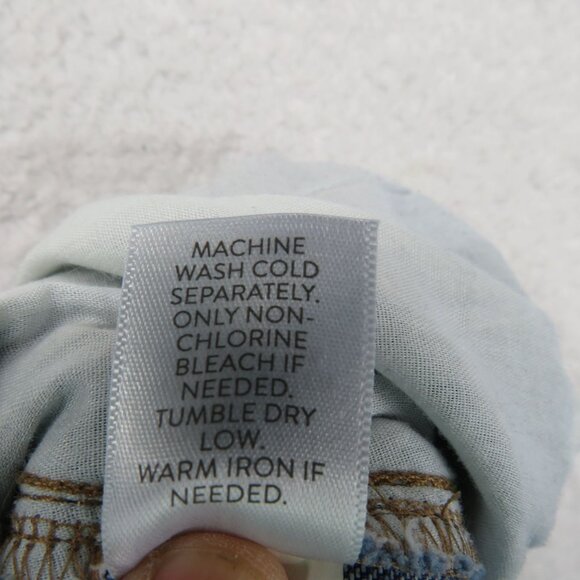 MACHINE
WASH COLD
SEPARATELY.
ONLY NON-
CHLORINE
BLEACH IF
NEEDED.
TUMBLE DRY
LOW.
WARM IRON IF
NEEDED.